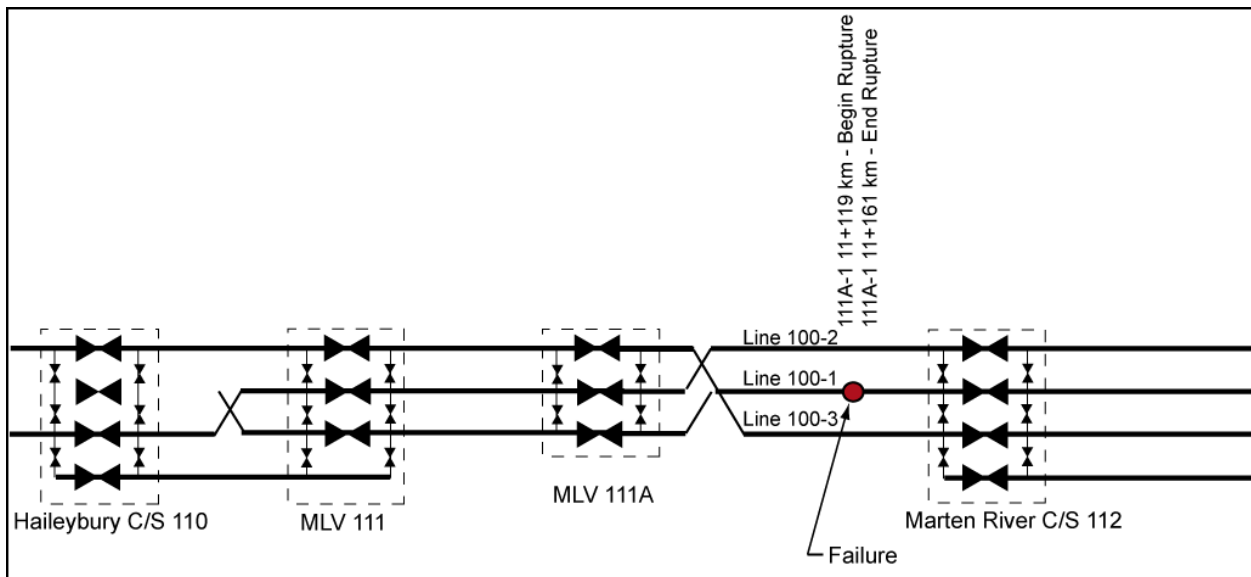 111A-1 11+119 km - Begin Rupture
111A-1 11+161 km - End Rupture
Line 100-2
Line 100-1
Line 100-3
Haileybury C/S 110
MLV 111
MLV 111A
Marten River C/S 112
Failure